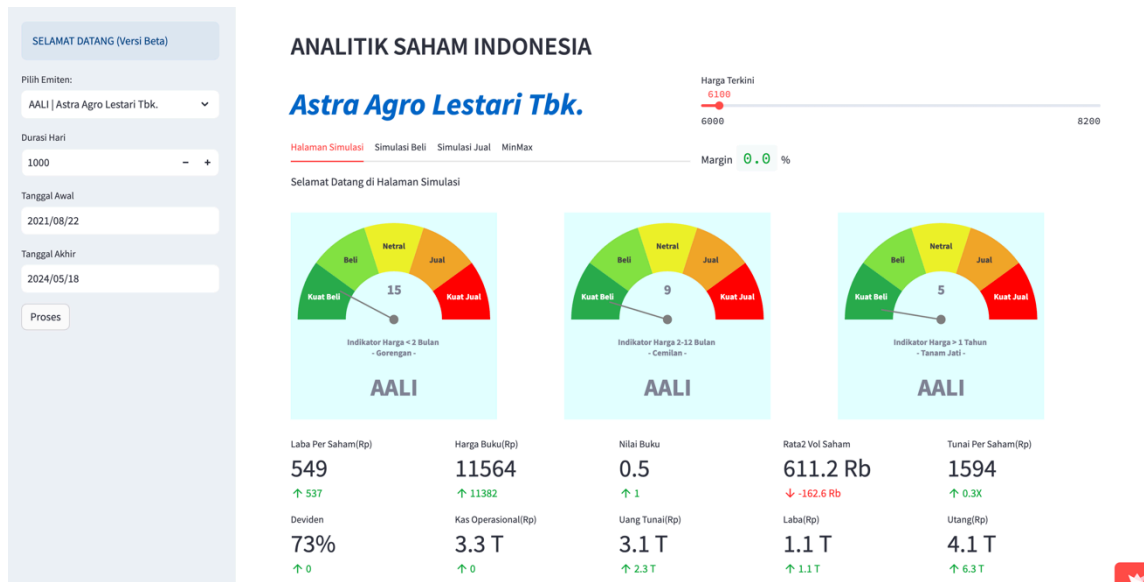 SELAMAT DATANG (Versi Beta)
Pilih Emiten:
AALI | Astra Agro Lestari Tbk.
Durasi Hari
1000
− +
Tanggal Awal
2021/08/22
Tanggal Akhir
2024/05/18
Proses
ANALITIK SAHAM INDONESIA
Astra Agro Lestari Tbk.
Harga Terkini
6100
6000 8200
Halaman Simulasi Simulasi Beli Simulasi Jual MinMax
Margin 0.0 %
Selamat Datang di Halaman Simulasi
Kuat Beli
Beli
Netral
Jual
Kuat Jual
15
Indikator Harga < 2 Bulan
- Gorengan -
AALI
Kuat Beli
Beli
Netral
Jual
Kuat Jual
9
Indikator Harga 2-12 Bulan
- Cemilan -
AALI
Kuat Beli
Beli
Netral
Jual
Kuat Jual
5
Indikator Harga > 1 Tahun
- Tanam Jati -
AALI
Laba Per Saham(Rp) Harga Buku(Rp) Nilai Buku Rata2 Vol Saham Tunai Per Saham(Rp)
549 11564 0.5 611.2 Rb 1594
↑ 537 ↑ 11382 ↑ 1 ↓ -162.6 Rb ↑ 0.3X
Deviden Kas Operasional(Rp) Uang Tunai(Rp) Laba(Rp) Utang(Rp)
73% 3.3 T 3.1 T 1.1 T 4.1 T
↑ 0 ↑ 0 ↑ 2.3 T ↑ 1.1 T ↑ 6.3 T